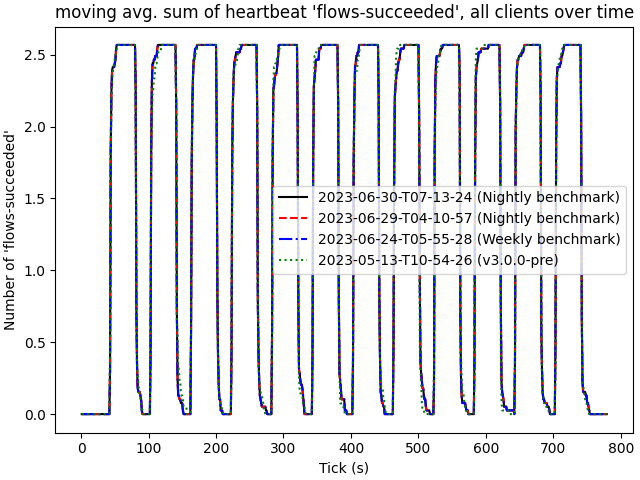 moving avg. sum of heartbeat 'flows-succeeded', all clients over time
Number of 'flows-succeeded'
2.5
2.0
1.5
1.0
0.5
0.0
2023-06-30-T07-13-24 (Nightly benchmark)
2023-06-29-T04-10-57 (Nightly benchmark)
2023-06-24-T05-55-28 (Weekly benchmark)
2023-05-13-T10-54-26 (v3.0.0-pre)
0 100 200 300 400 500 600 700 800
Tick (s)